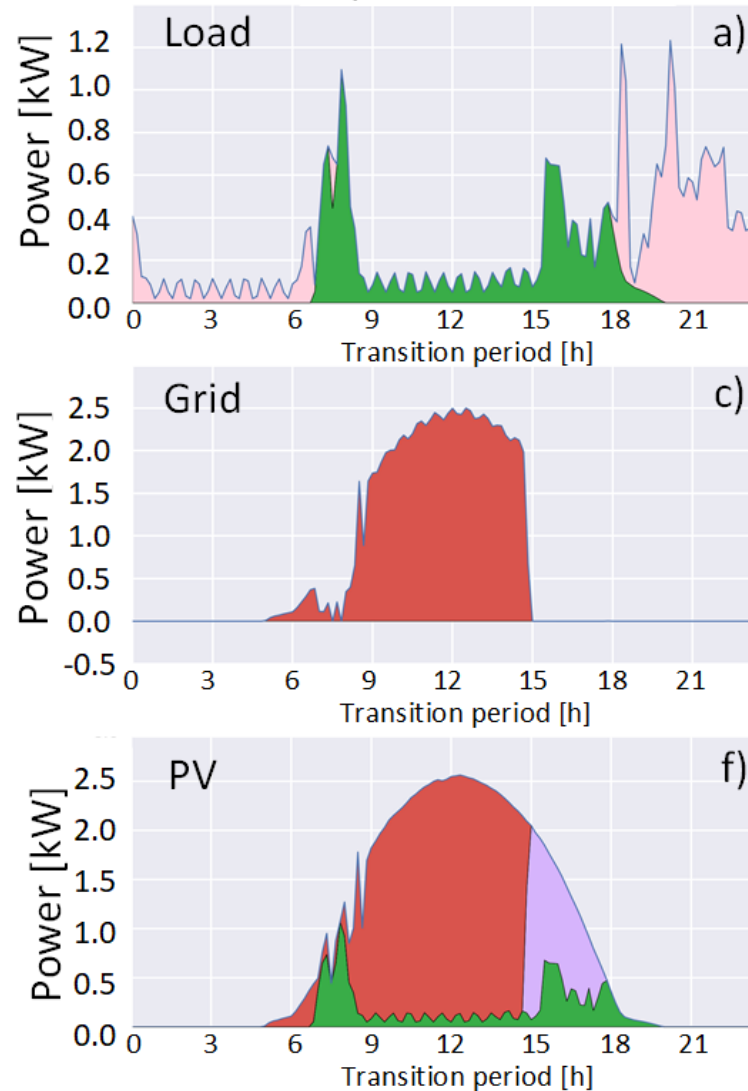 Load
a)
Power [kW]
1.2
1.0
0.8
0.6
0.4
0.2
0.0
0 3 6 9 12 15 18 21
Transition period [h]
Grid
c)
Power [kW]
2.5
2.0
1.5
1.0
0.5
0.0
-0.5
0 3 6 9 12 15 18 21
Transition period [h]
PV
f)
Power [kW]
2.5
2.0
1.5
1.0
0.5
0.0
0 3 6 9 12 15 18 21
Transition period [h]